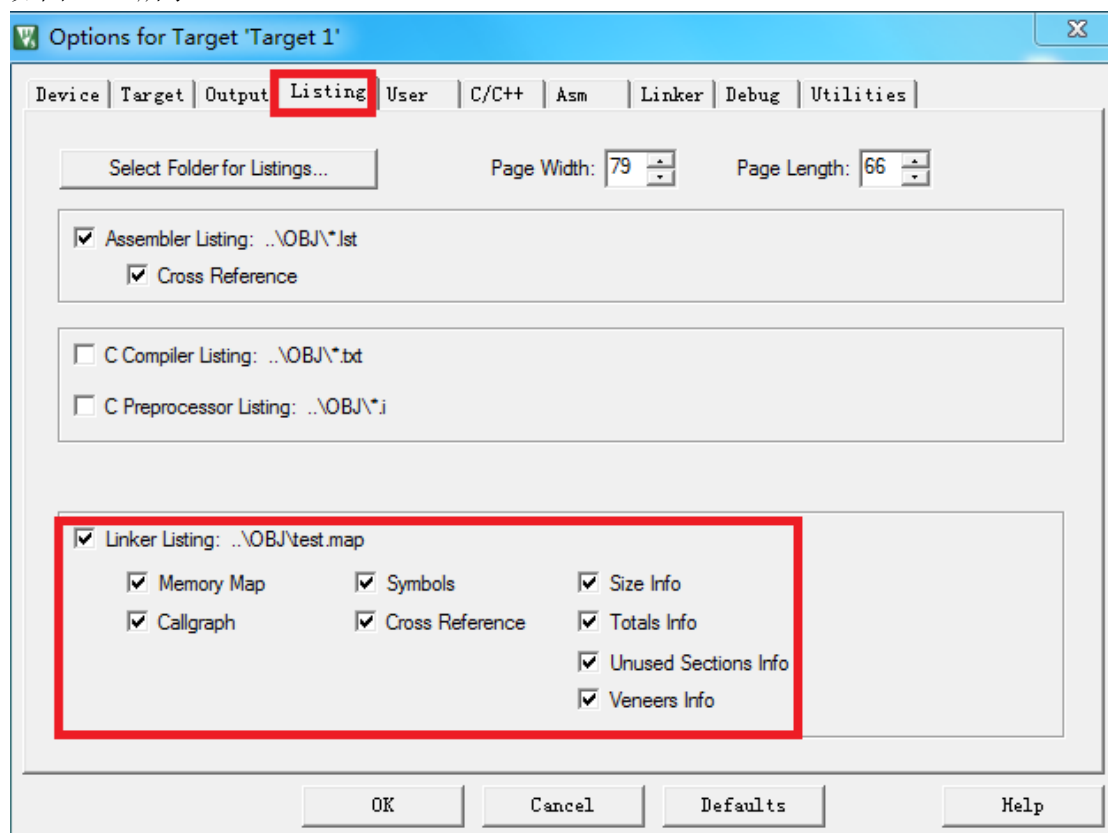 Options for Target 'Target 1'
Device Target Output Listing User C/C++ Asm Linker Debug Utilities
Select Folder for Listings... Page Width: 79 Page Length: 66
Assembler Listing: ..\OBJ\*.lst
Cross Reference
C Compiler Listing: ..\OBJ\*.txt
C Preprocessor Listing: ..\OBJ\*.i
Linker Listing: ..\OBJ\test.map
Memory Map Symbols Size Info
Callgraph Cross Reference Totals Info
Unused Sections Info
Veneers Info
OK Cancel Defaults Help